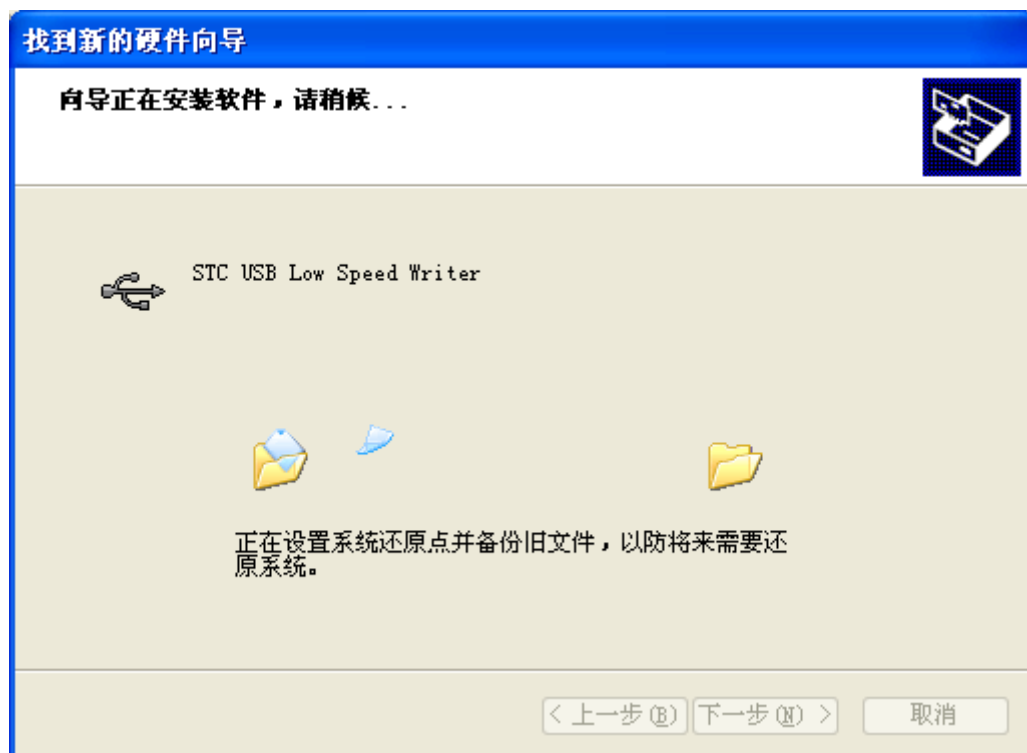 找到新的硬件向导
向导正在安装软件，请稍候...
STC USB Low Speed Writer
正在设置系统还原点并备份旧文件，以防将来需要还
原系统。
< 上一步(B) 下一步(N) > 取消